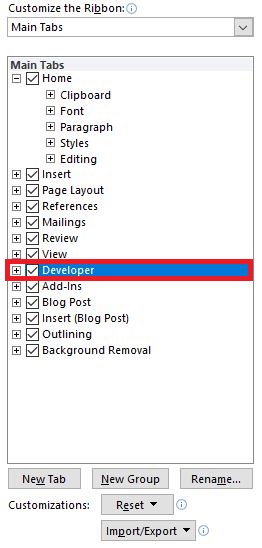 Customize the Ribbon:
Main Tabs
Main Tabs
Home
Clipboard
Font
Paragraph
Styles
Editing
Insert
Page Layout
References
Mailings
Review
View
Developer
Add-Ins
Blog Post
Insert (Blog Post)
Outlining
Background Removal
New Tab New Group Rename...
Customizations: Reset
Import/Export